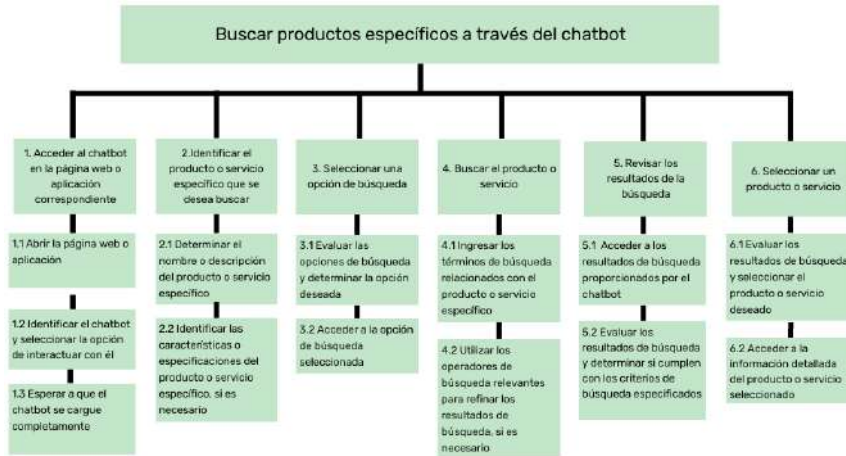 Buscar productos específicos a través del chatbot
1. Acceder al chatbot
en la página web o
aplicación
correspondiente
1.1 Abrir la página web o
aplicación
1.2 Identificar el chatbot
y seleccionar la opción
de interactuar con él
1.3 Esperar a que el
chatbot se cargue
completamente
2.Identificar el
producto o servicio
específico que se
desea buscar
2.1 Determinar el
nombre o descripción
del producto o servicio
específico
2.2 Identificar las
características o
especificaciones del
producto o servicio
específico, si es
necesario
3. Seleccionar una
opción de búsqueda
3.1 Evaluar las
opciones de búsqueda
y determinar la opción
deseada
3.2 Acceder a la opción
de búsqueda
seleccionada
4. Buscar el producto o
servicio
4.1 Ingresar los
términos de búsqueda
relacionados con el
producto o servicio
específico
4.2 Utilizar los
operadores de
búsqueda relevantes
para refinar los
resultados de
búsqueda, si es
necesario
5. Revisar los
resultados de la
búsqueda
5.1 Acceder a los
resultados de búsqueda
proporcionados por el
chatbot
5.2 Evaluar los
resultados de búsqueda
y determinar si cumplen
con los criterios de
búsqueda especificados
6. Seleccionar un
producto o servicio
6.1 Evaluar los
resultados de búsqueda
y seleccionar el
producto o servicio
deseado
6.2 Acceder a la
información detallada
del producto o servicio
seleccionado